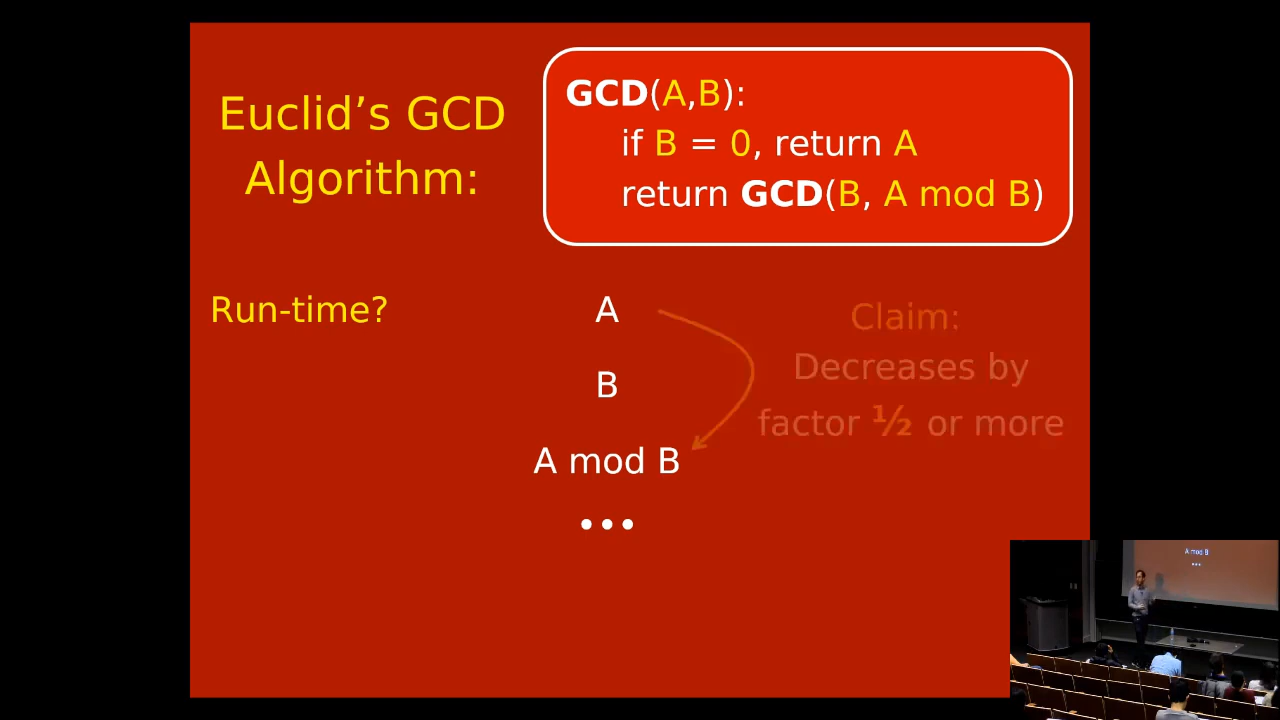 Euclid’s GCD
Algorithm:
GCD(A,B):
if B = 0, return A
return GCD(B, A mod B)
Run-time?
A
B
A mod B
•••
Claim:
Decreases by
factor ½ or more
A mod B
•••